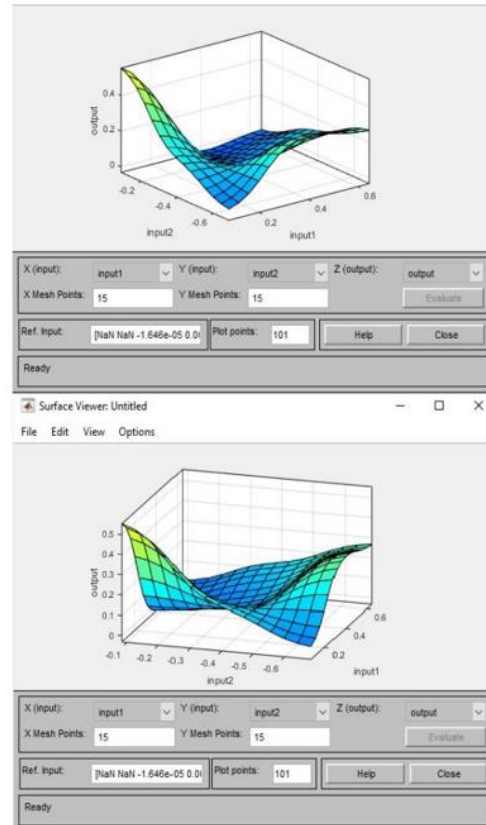 0.4
0.2
0
output
-0.2
-0.4
-0.6
input2
0.2
0.4
0.6
input1
X (input): input1 Y (input): input2 Z (output): output
X Mesh Points: 15 Y Mesh Points: 15 Evaluate
Ref. Input: [NaN NaN -1.646e-05 0.0 Plot points: 101 Help Close
Ready
Surface Viewer: Untitled
File Edit View Options
0.5
0.4
0.3
0.2
0.1
0
output
-0.1 -0.2 -0.3 -0.4 -0.5 -0.6
input2
0.2
0.4
0.6
input1
X (input): input1 Y (input): input2 Z (output): output
X Mesh Points: 15 Y Mesh Points: 15 Evaluate
Ref. Input: [NaN NaN -1.646e-05 0.0 Plot points: 101 Help Close
Ready